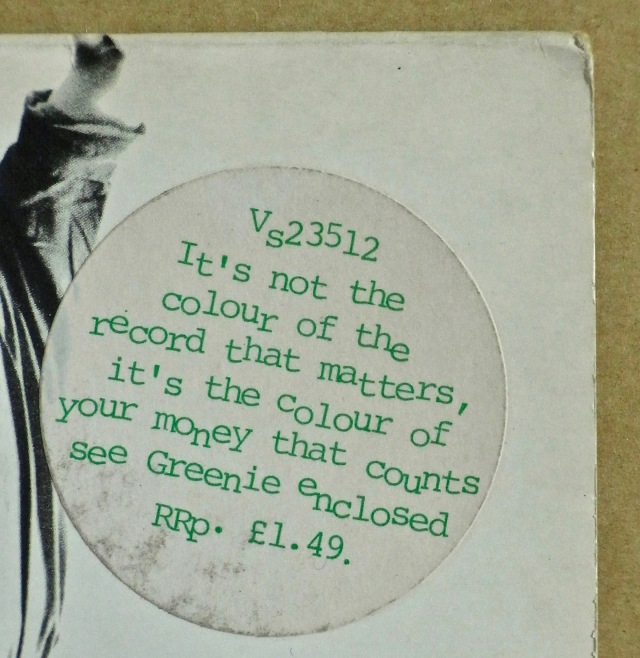 Vs23512
It's not the
colour of the
record that matters,
it's the colour of
your money that counts
see Greenie enclosed
RRp. £1.49.